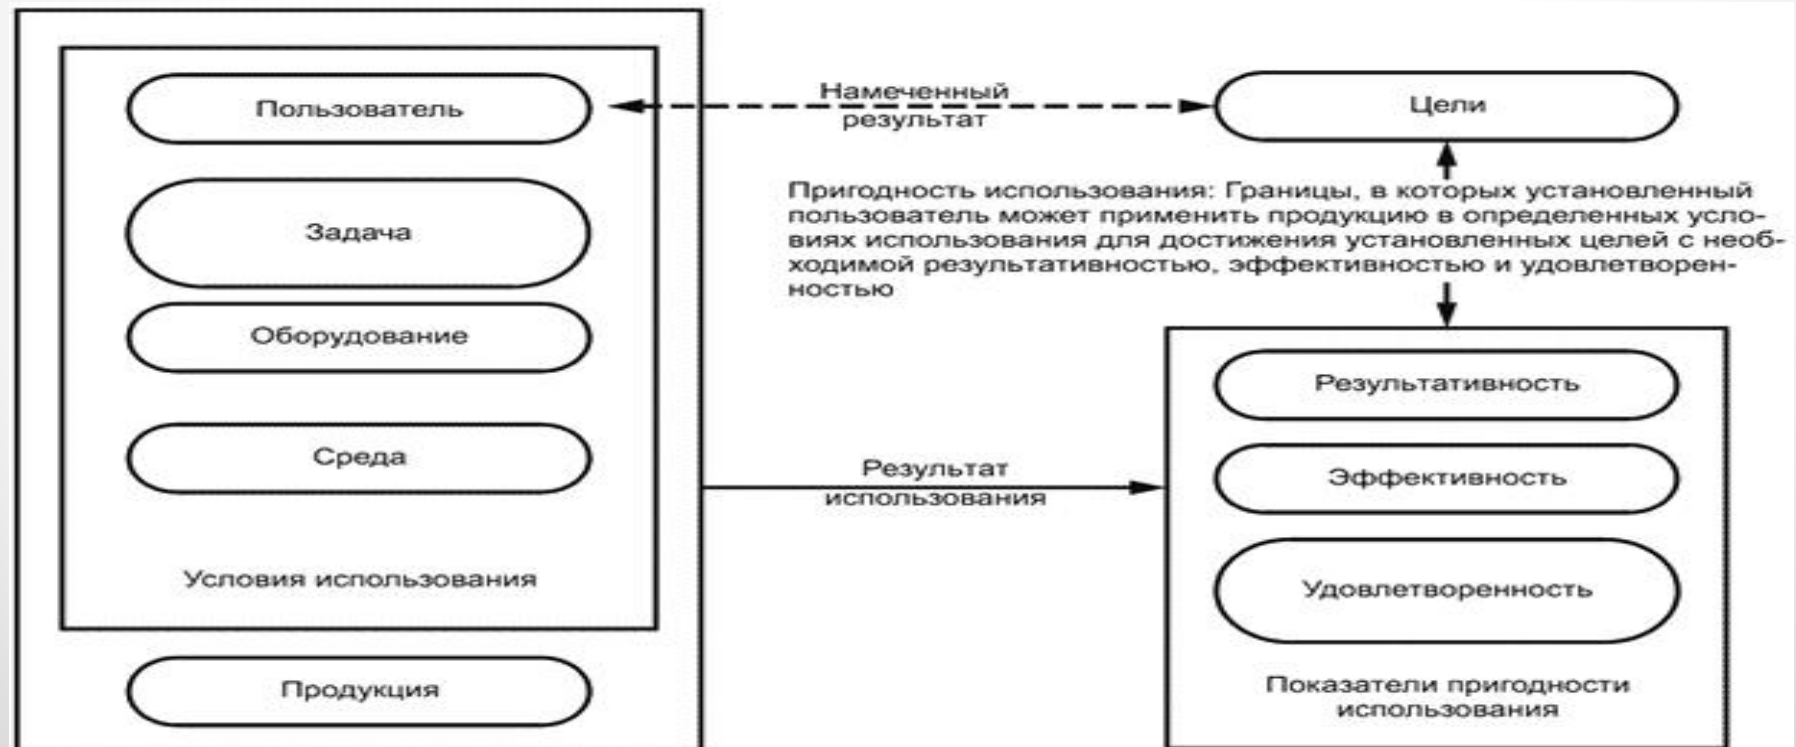 Пользователь
Задача
Оборудование
Среда
Условия использования
Продукция
Намеченный
результат
Цели
Пригодность использования: Границы, в которых установленный
пользователь может применить продукцию в определенных усло-
виях использования для достижения установленных целей с необ-
ходимой результативностью, эффективностью и удовлетворен-
ностью
Результат
использования
Результативность
Эффективность
Удовлетворенность
Показатели пригодности
использования